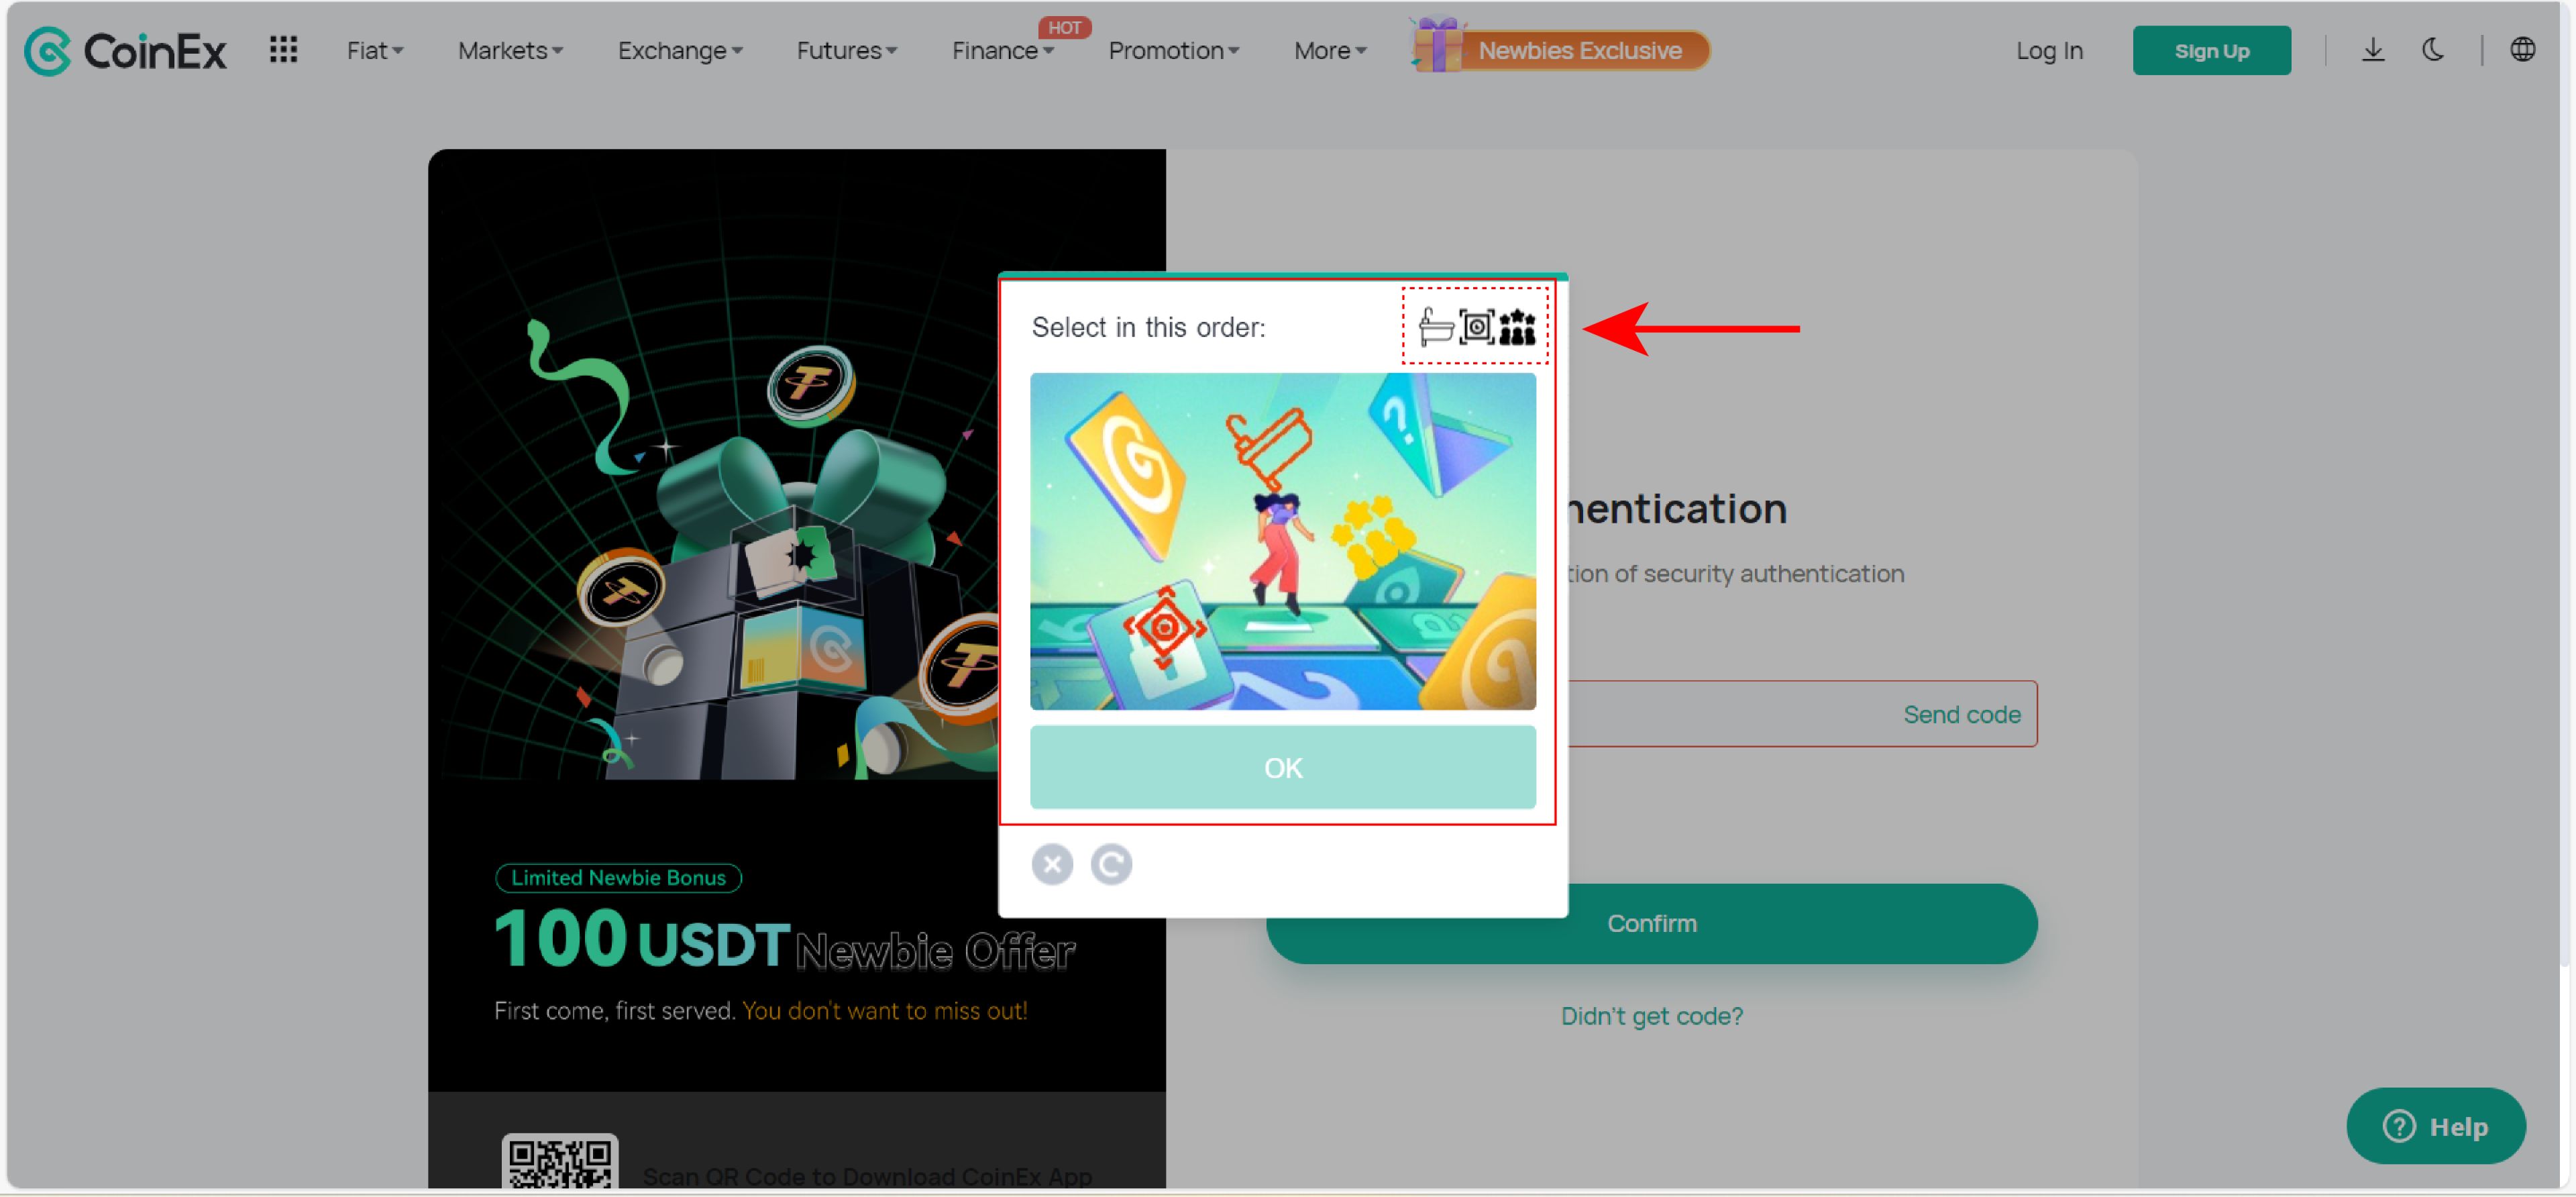 CoinEx Fiat Markets Exchange Futures Finance HOT Promotion More Newbies Exclusive Log In Sign Up
Select in this order:
hentication
tion of security authentication
Send code
OK
Limited Newbie Bonus
100 USDT Newbie Offer
Confirm
First come, first served. You don't want to miss out!
Didn't get code?
? Help
Scan QR Code to Download CoinEx App